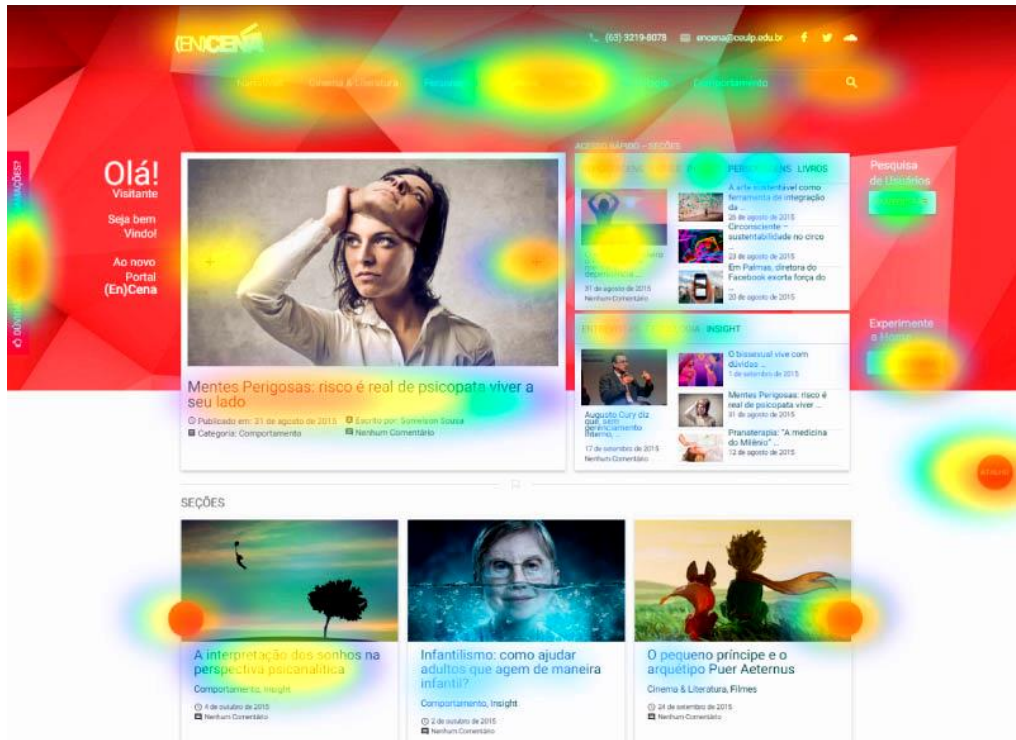 (EN)CENA
(63) 3219-8078
encena@ceulp.edu.br
Cinema & Literatura
Comportamento
Olá!
Visitante
Seja bem
Vindo!
Ao novo
Portal
(En)Cena
Mentes Perigosas: risco é real de psicopata viver a
seu lado
Publicado em: 31 de agosto de 2015 Escrito por: Sonielson Sousa
Categoria: Comportamento Nenhum Comentário
ACESSO RÁPIDO – SEÇÕES
PERSONAGENS LIVROS
31 de agosto de 2015
Nenhum Comentário
A arte sustentável como
ferramenta de integração
da ...
26 de agosto de 2015
Circonsciente –
sustentabilidade no circo
...
23 de agosto de 2015
Em Palmas, diretora do
Facebook exorta força do
...
20 de agosto de 2015
INSIGHT
Augusto Cury diz
que, sem
gerenciamento
interno, ...
17 de setembro de 2015
Nenhum Comentário
O bissexual vive com
dúvidas ...
1 de setembro de 2015
Mentes Perigosas: risco é
real de psicopata viver ...
31 de agosto de 2015
Pranaterapia: “A medicina
do Milênio” ...
12 de agosto de 2015
Pesquisa
de Usuários
Experimente
a Home
SEÇÕES
A interpretação dos sonhos na
perspectiva psicanalítica
Comportamento, Insight
4 de outubro de 2015
Nenhum Comentário
Infantilismo: como ajudar
adultos que agem de maneira
infantil?
Comportamento, Insight
2 de outubro de 2015
Nenhum Comentário
O pequeno príncipe e o
arquétipo Puer Aeternus
Cinema & Literatura, Filmes
24 de setembro de 2015
Nenhum Comentário